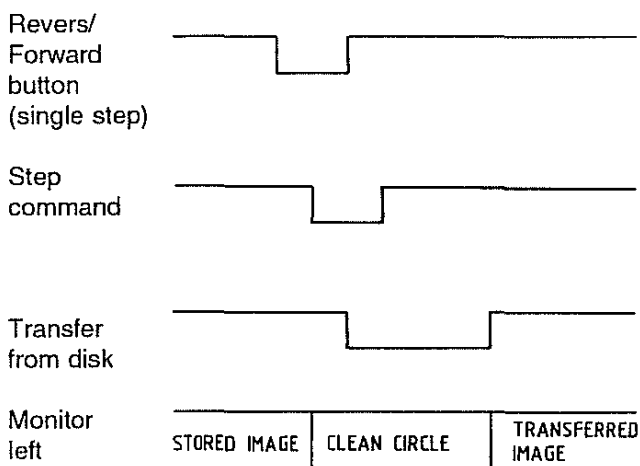 Revers/
Forward
button
(single step)
Step
command
Transfer
from disk
Monitor
left
STORED IMAGE
CLEAN CIRCLE
TRANSFERRED
IMAGE